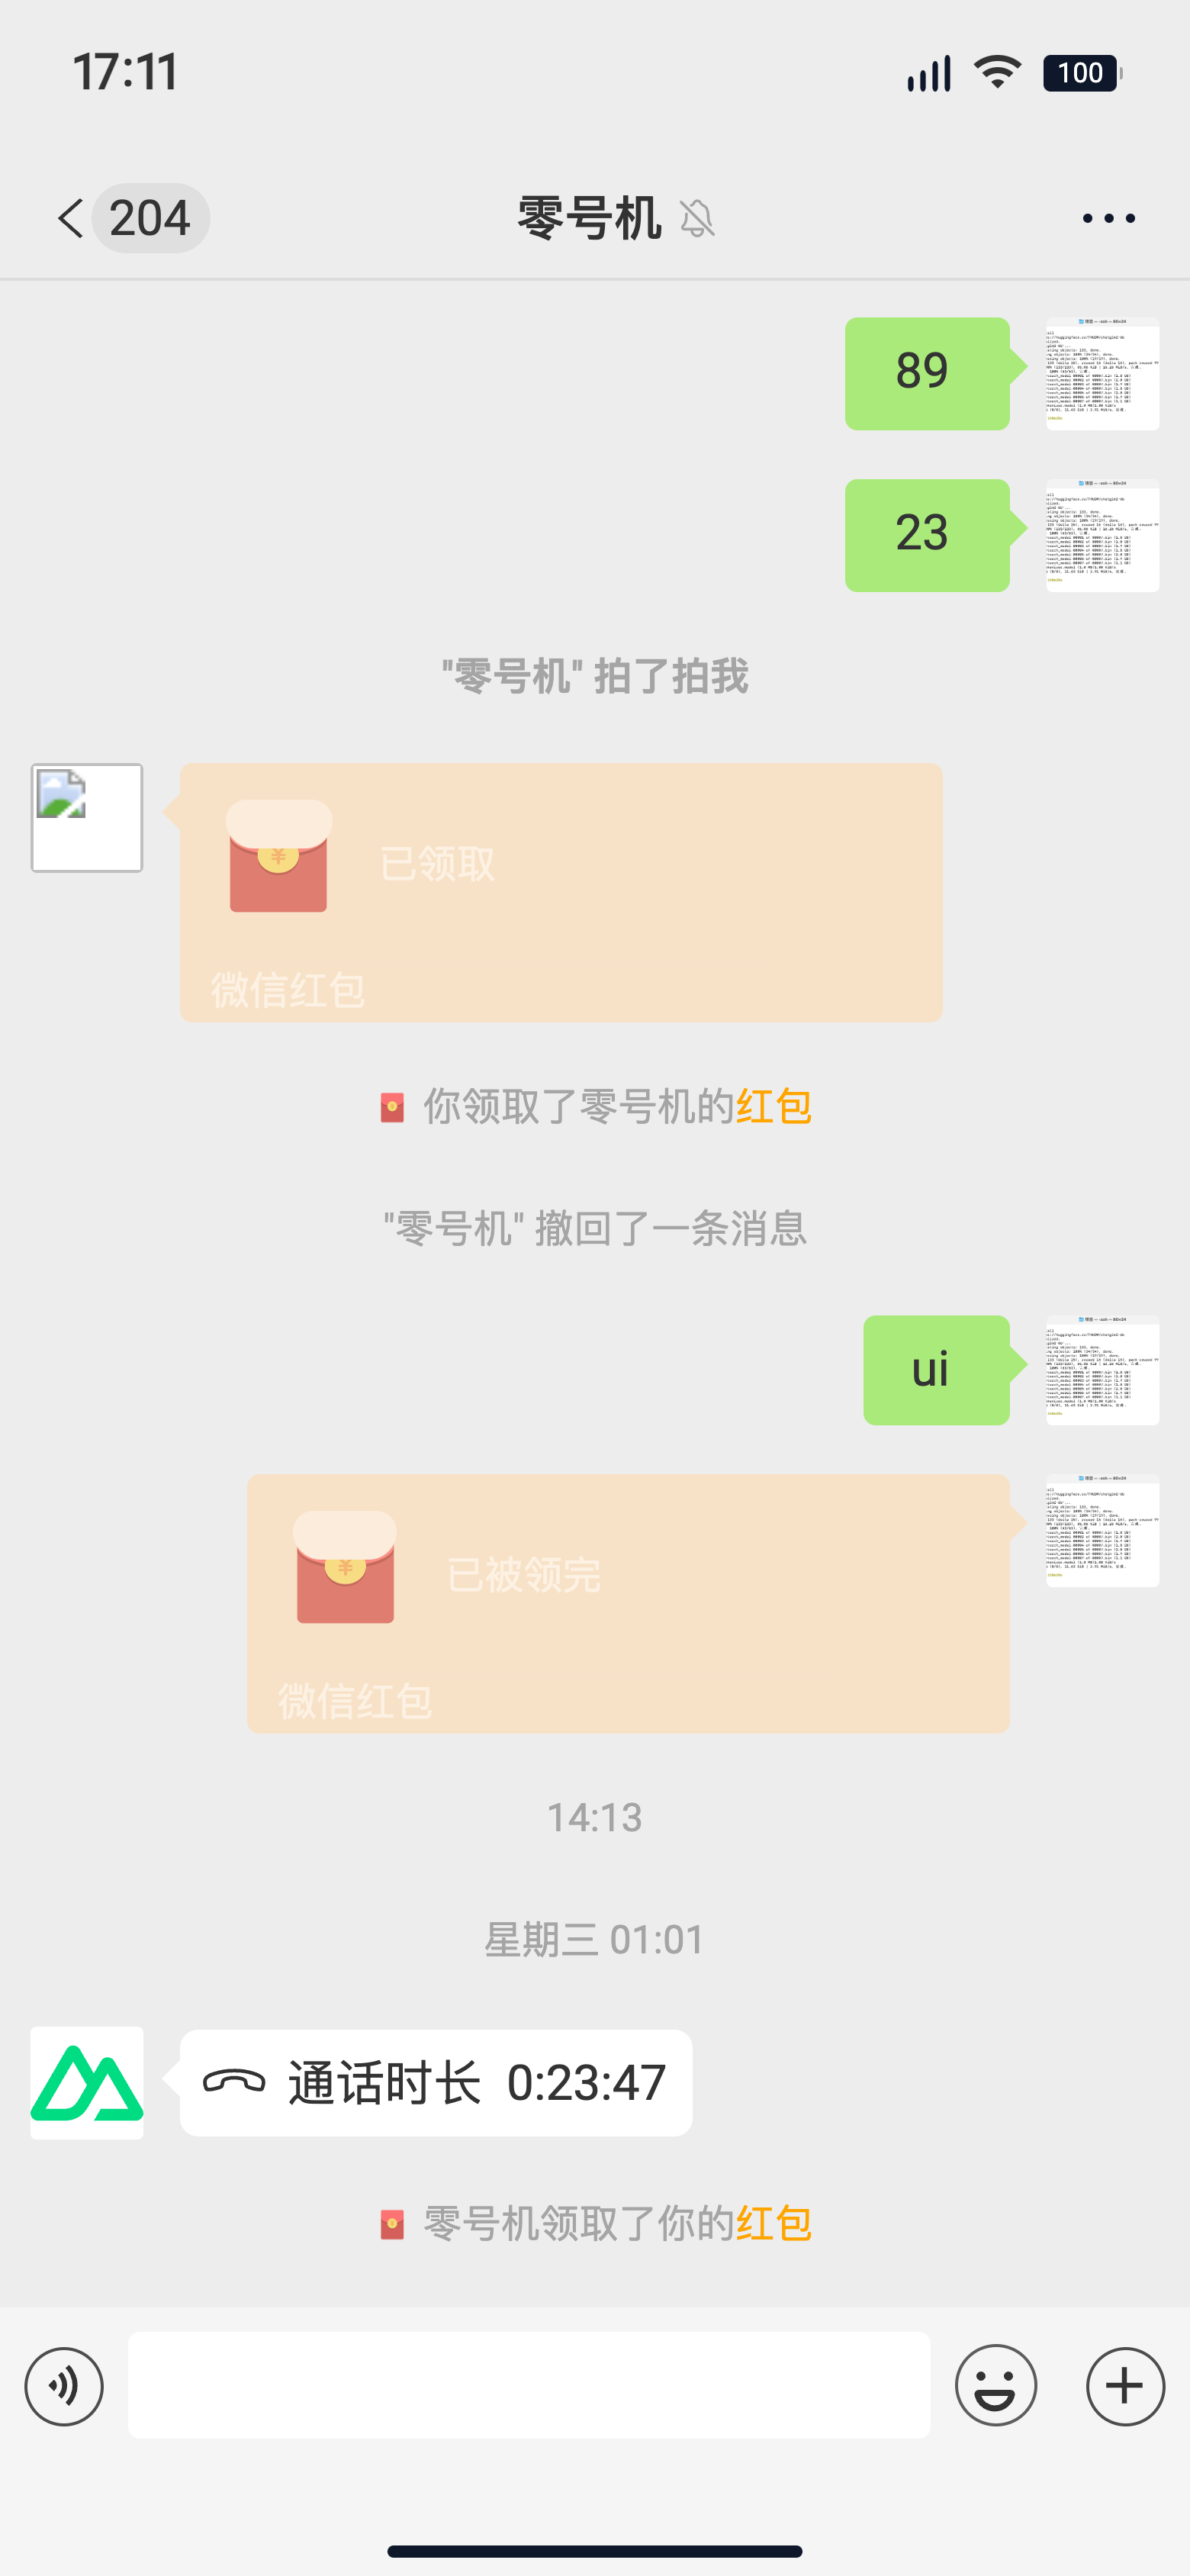 17:11
100
204
零号机
89
23
"零号机" 拍了拍我
¥
已领取
微信红包
你领取了零号机的红包
"零号机" 撤回了一条消息
ui
¥
已被领完
微信红包
14:13
星期三 01:01
通话时长 0:23:47
零号机领取了你的红包